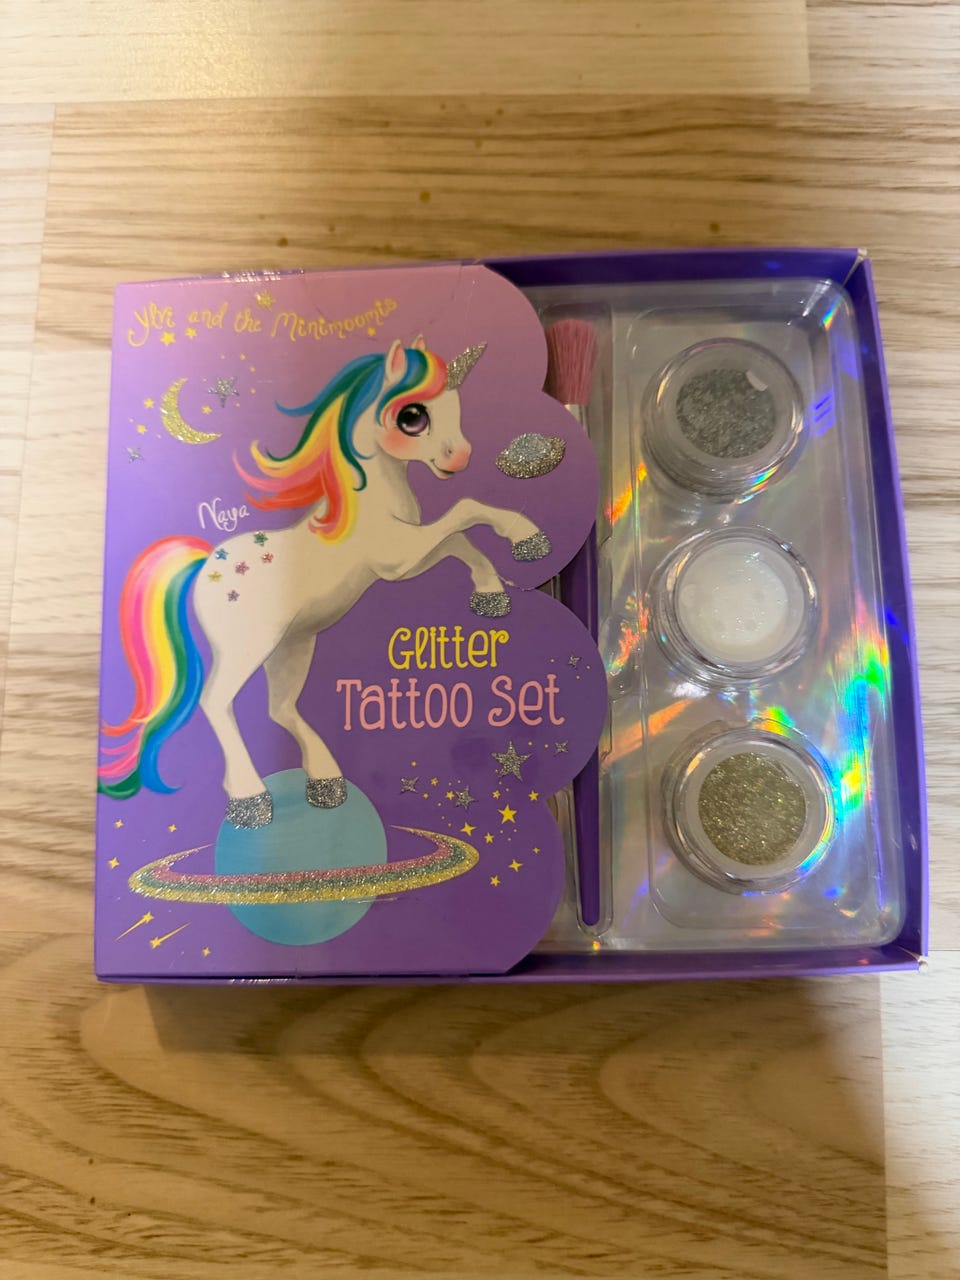 Ylvi and the Minimoomis
Naya
Glitter
Tattoo Set